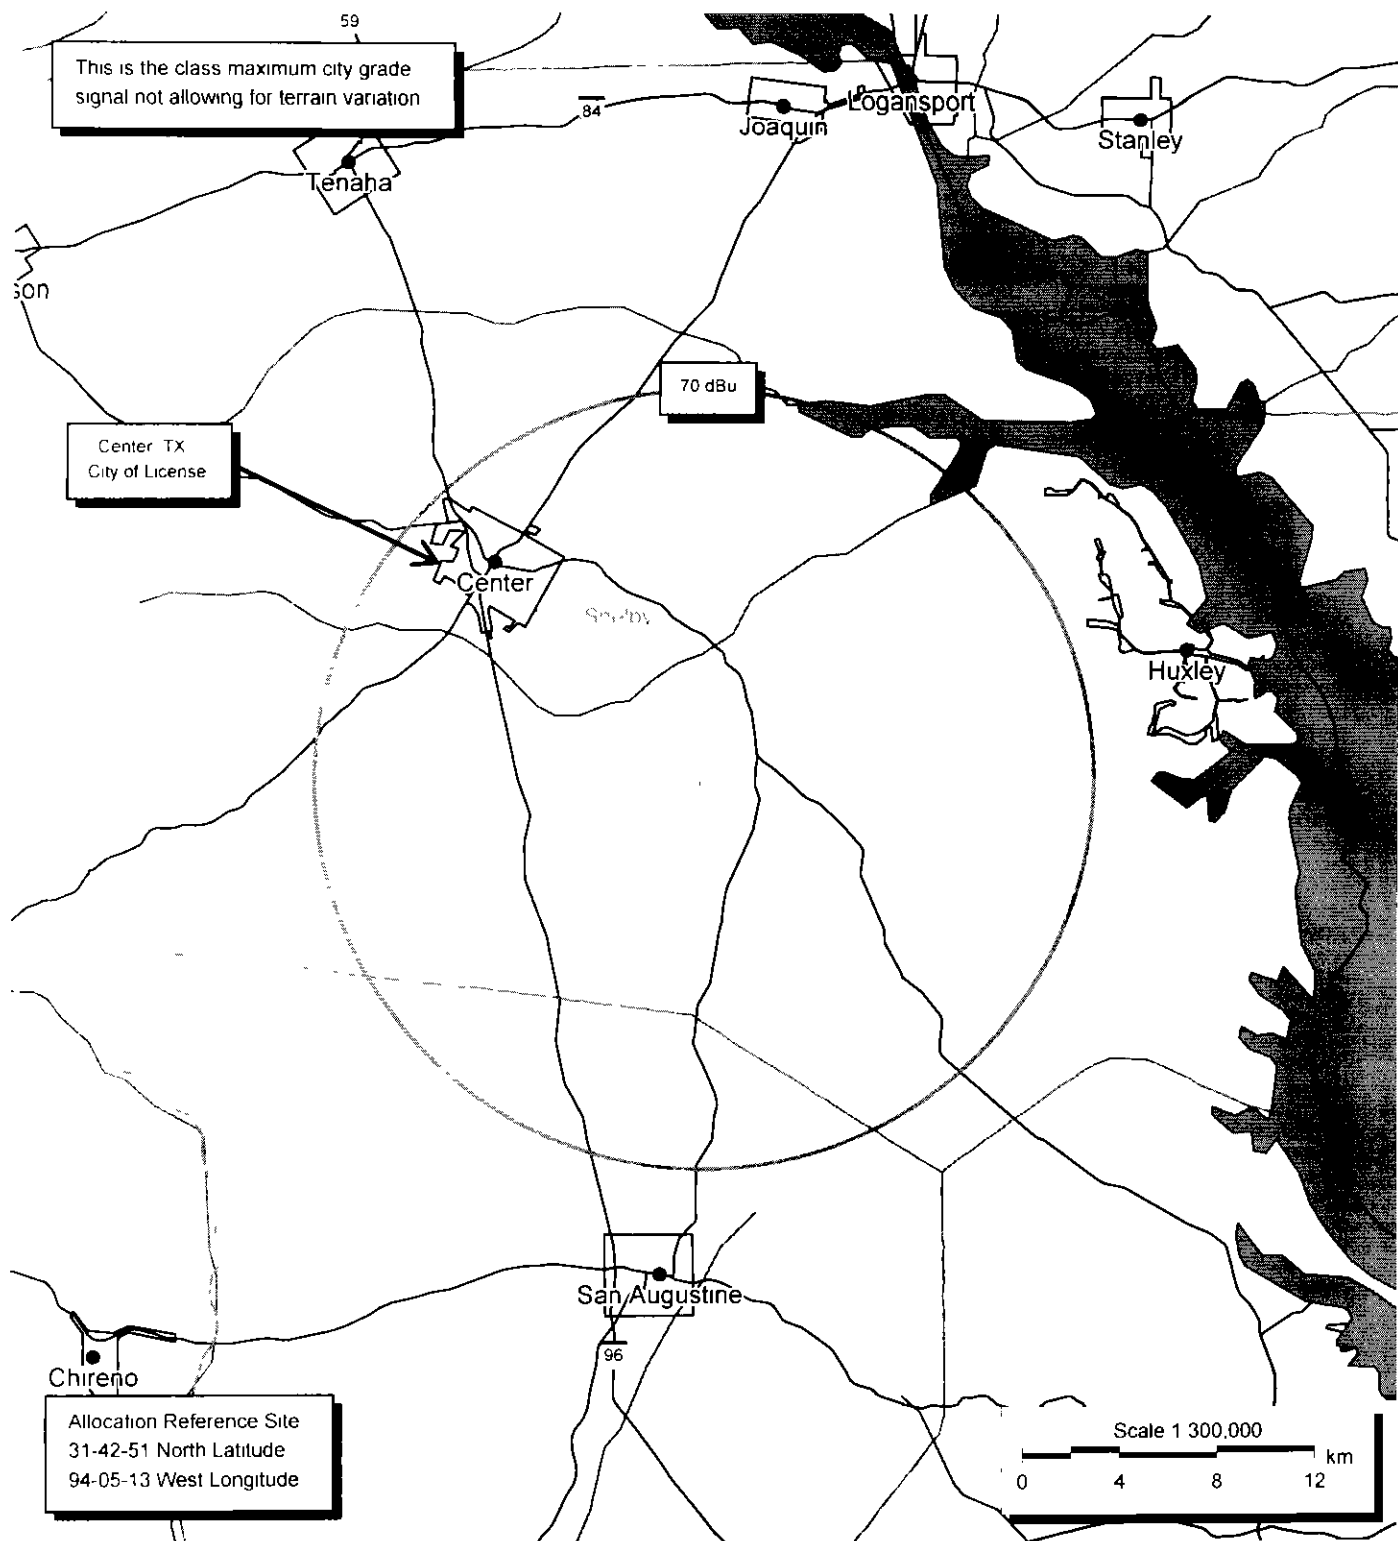 59
This is the class maximum city grade
signal not allowing for terrain variation
84
Joaquin
Logansport
Stanley
Tenaha
son
70 dBu
Center TX
City of License
Center
Huxley
San Augustine
96
Chireno
Allocation Reference Site
31-42-51 North Latitude
94-05-13 West Longitude
Scale 1 300,000
km
0 4 8 12